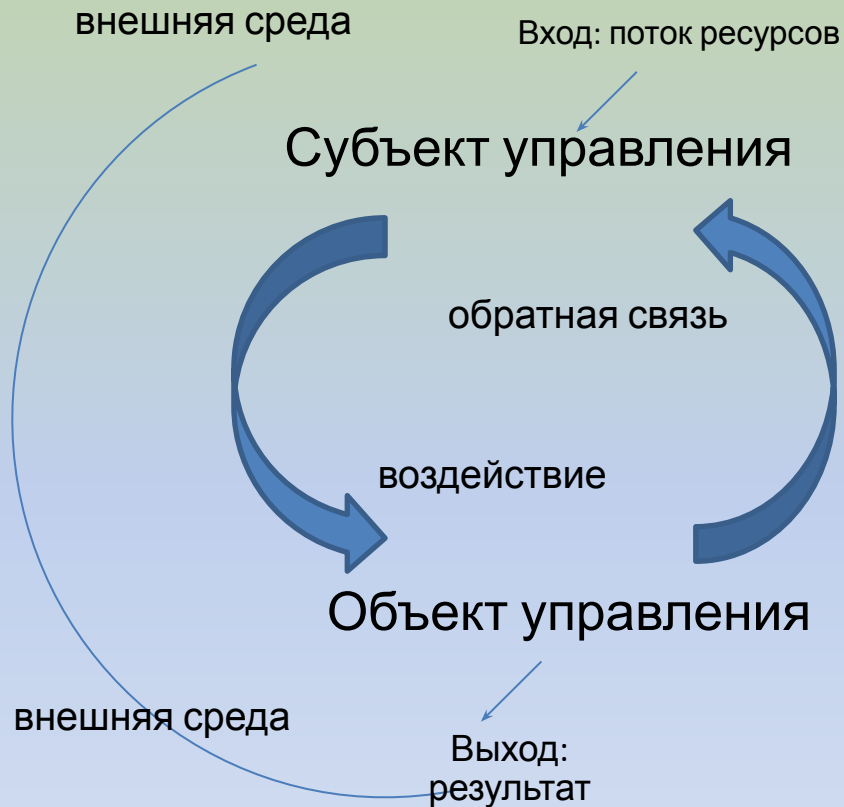 внешняя среда
Вход: поток ресурсов
Субъект управления
обратная связь
воздействие
Объект управления
внешняя среда
Выход:
результат